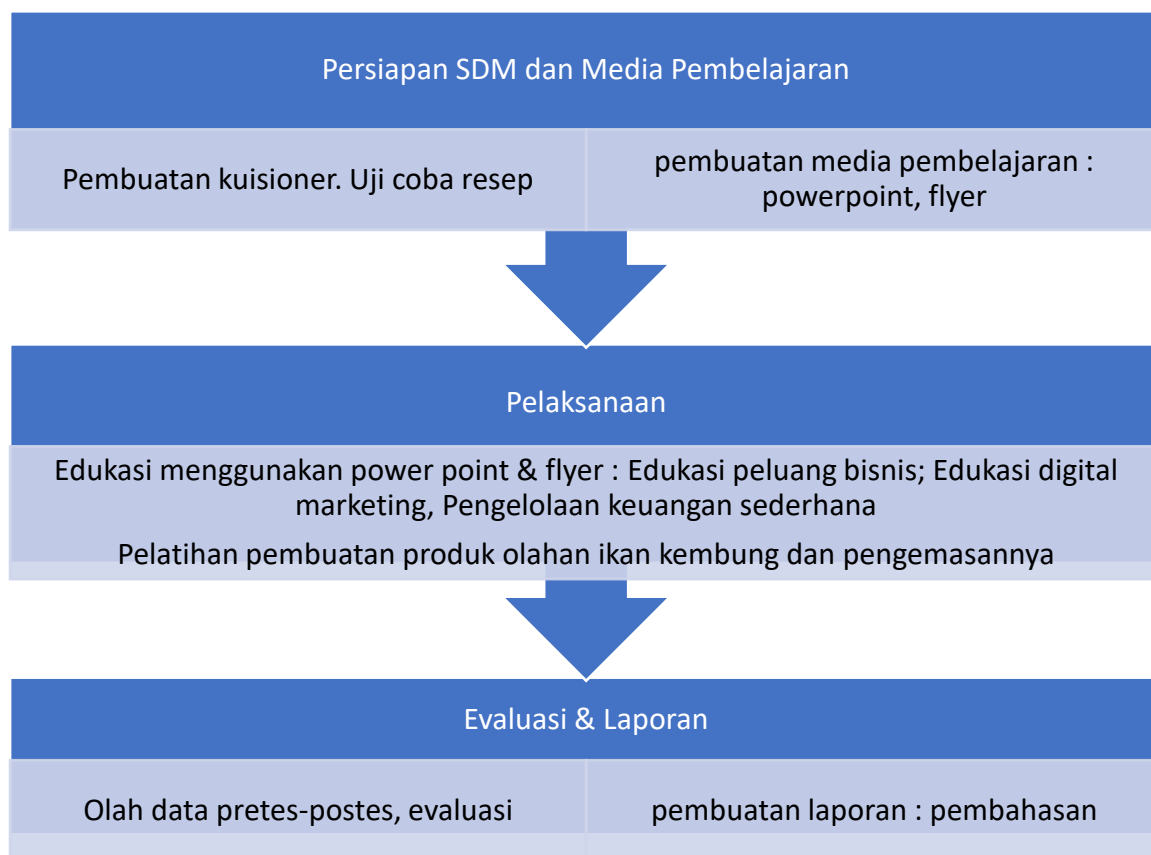 Persiapan SDM dan Media Pembelajaran
Pembuatan kuisioner. Uji coba resep
pembuatan media pembelajaran :
powerpoint, flyer
Pelaksanaan
Edukasi menggunakan power point & flyer : Edukasi peluang bisnis; Edukasi digital
marketing, Pengelolaan keuangan sederhana
Pelatihan pembuatan produk olahan ikan kembung dan pengemasannya
Evaluasi & Laporan
Olah data pretes-postes, evaluasi
pembuatan laporan : pembahasan